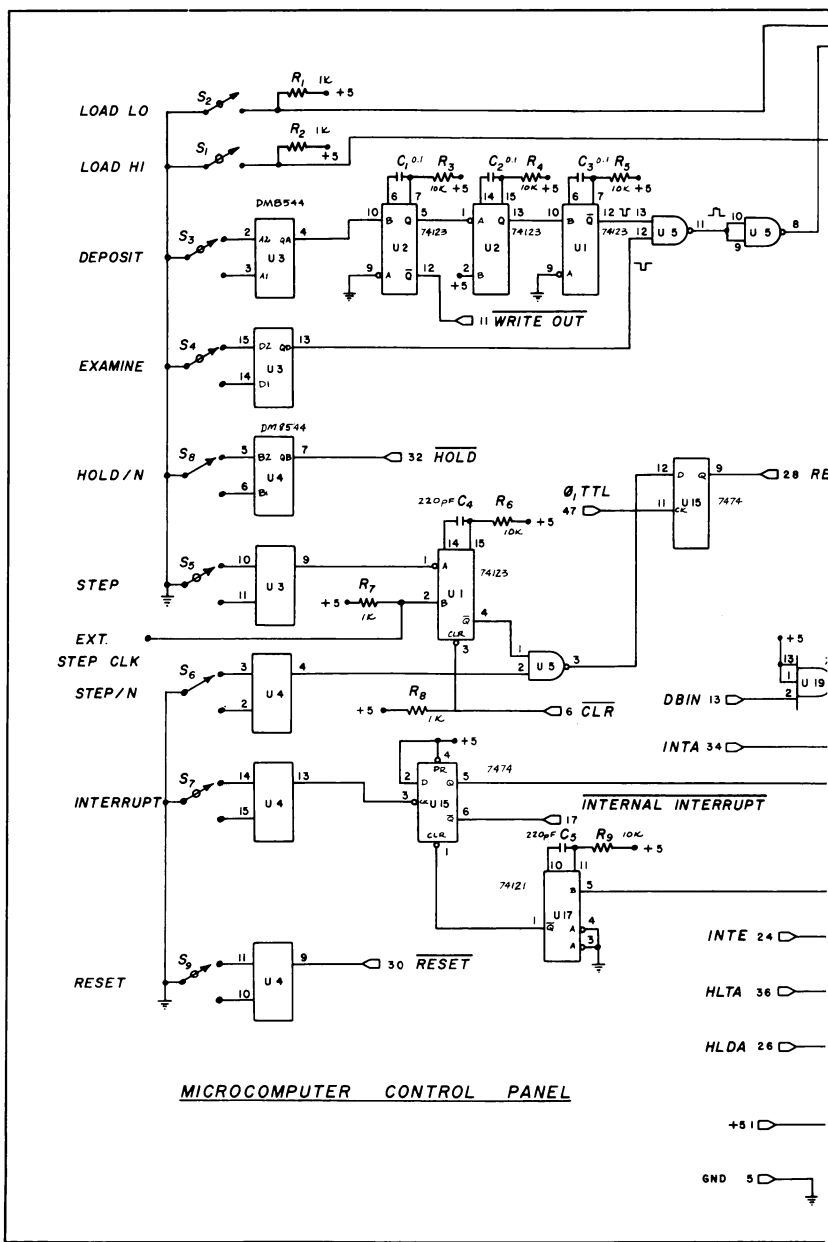 R1 1K
+5
S2
LOAD LO
R2 1K
+5
S1
LOAD HI
C1 0.1 R3 C2 0.1 R4 C3 0.1 R5
10K +5 10K +5 10K +5
6 7 14 15 6 7
DM8544
S3 2 A2 QA 4 10 B Q 5 1 A Q 13 10 B Q̅ 12 13
U3 U2 74123 U2 74123 U1 74123 12 U5 11 10 9 U5 8
DEPOSIT
3 A1 9 A Q̅ 12 2 B 9 A
+5
11 W̅R̅I̅T̅E̅ O̅U̅T̅
S4 15 D2 QD 13
U3
EXAMINE
14 D1
DM8544
S8 5 B2 QB 7 32 H̅O̅L̅D̅
U4
HOLD/N
6 B1
12 D Q 9 28 RE
Ø1 TTL
47 11 CK U15 7474
220pF C4 R6
10K +5
14 15
S5 10 9 1 A
U3 U1 74123
STEP
11
R7
+5 1K 2 B
Q̅ 4 1
EXT.
STEP CLK
CLR 3
2 U5 3
+5
13
1 U19
2
S6 3 4
STEP/N U4
2
R8
+5 1K 6 C̅L̅R̅
DBIN 13
INTA 34
+5
4
PR
S7 14 13 2 D Q 5 7474
INTERRUPT U4 3 CK U15
15 Q̅ 6 17 I̅N̅T̅E̅R̅N̅A̅L̅ I̅N̅T̅E̅R̅R̅U̅P̅T̅
CLR
1
220pF C5 R9 10K
+5
10 11
74121 B 5
U17
1 Q̅ A 4
A 3
INTE 24
S9 11 9 30 R̅E̅S̅E̅T̅
RESET U4
10
HLTA 36
HLDA 26
MICROCOMPUTER CONTROL PANEL
+5 1
GND 5